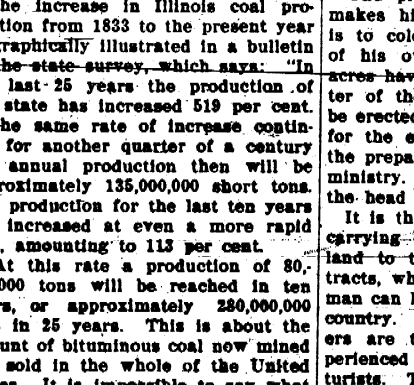 he increase in Illinois coal pro-
tion from 1833 to the present year
raphically illustrated in a bulletin
he state survey, which says: "In
last 25 years the production of
state has increased 519 per cent.
he same rate of increase contin-
for another quarter of a century
annual production then will be
roximately 135,000,000 short tons.
production for the last ten years
increased at even a more rapid
, amounting to 113 per cent.
At this rate a production of 80,-
000 tons will be reached in ten
rs, or approximately 280,000,000
in 25 years. This is about the
unt of bituminous coal now mined
sold in the whole of the United
es. It is impossible to say what
makes hi
is to col
of his o
acres hav
ter of th
be erected
for the e
the prepa
ministry.
the head
It is th
carrying
land to t
tracts, wh
man can l
country.
ers are t
perienced
turists. T